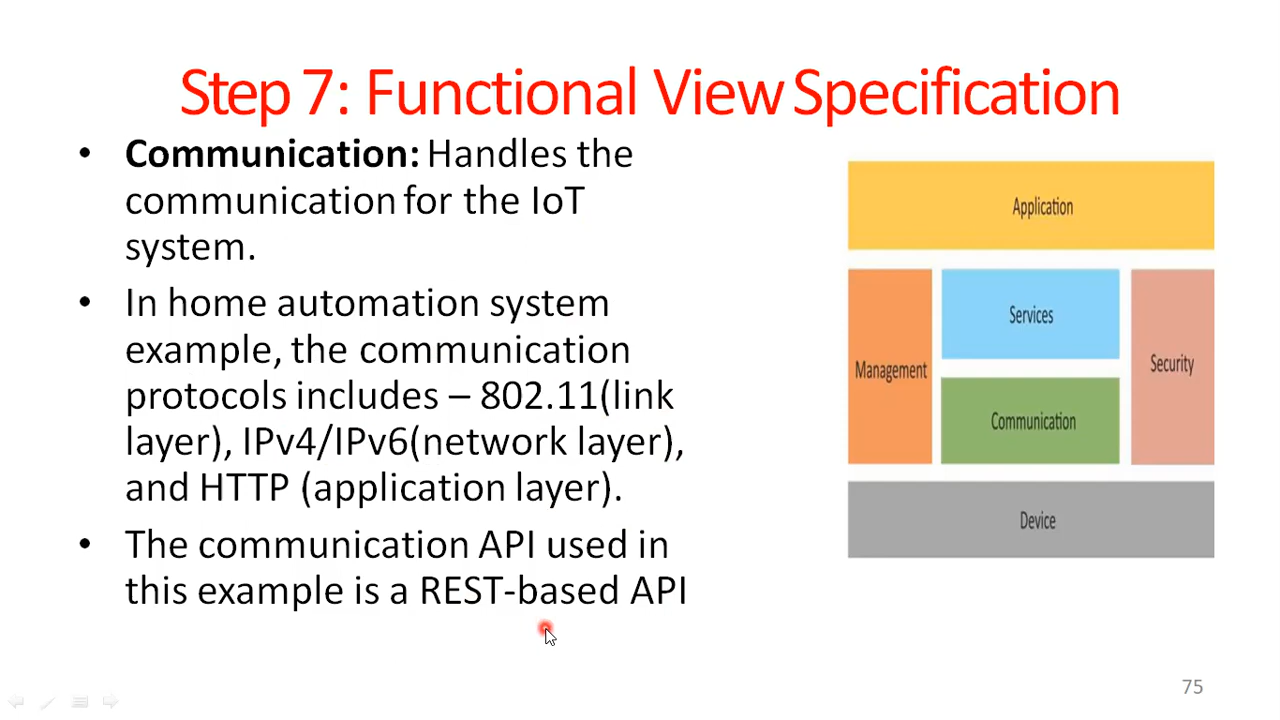 Step 7: Functional View Specification
• Communication: Handles the
communication for the IoT
system.
• In home automation system
example, the communication
protocols includes – 802.11(link
layer), IPv4/IPv6(network layer),
and HTTP (application layer).
• The communication API used in
this example is a REST-based API
Application
Management
Services
Communication
Security
Device
75